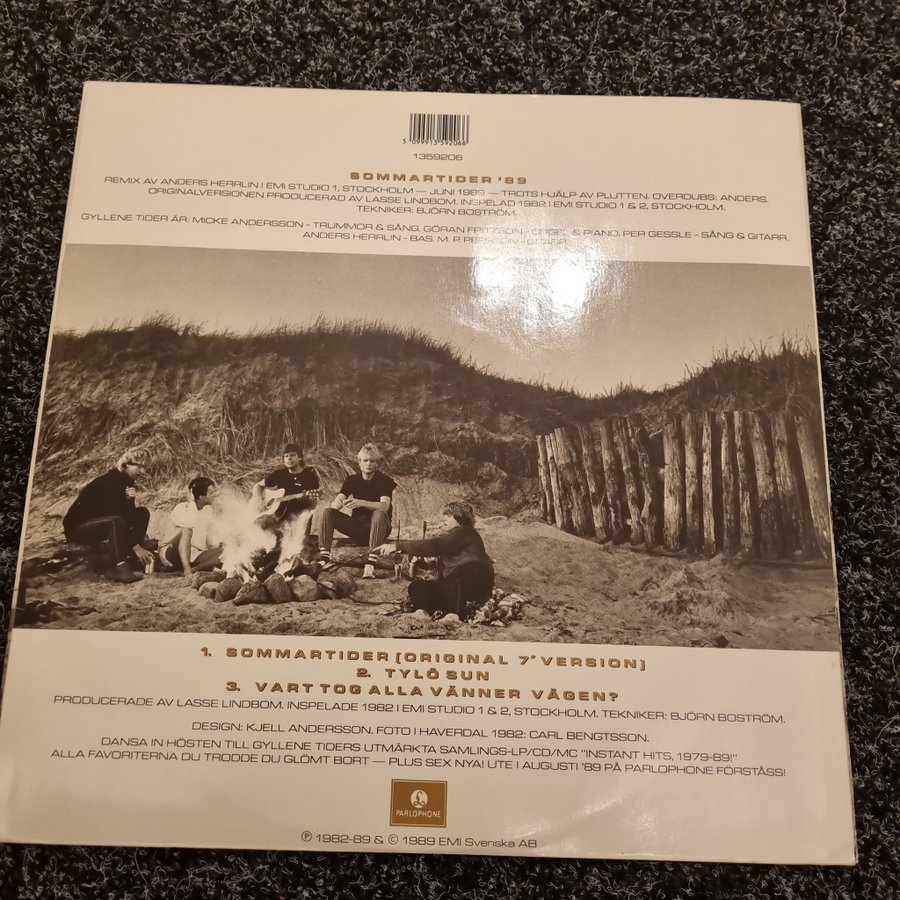 5 099913 592066
1359206
SOMMARTIDER '89
REMIX AV ANDERS HERRLIN I EMI STUDIO 1, STOCKHOLM — JUNI 1989 — TROTS HJÄLP AV PLUTTEN. OVERDUBS: ANDERS.
ORIGINALVERSIONEN PRODUCERAD AV LASSE LINDBOM. INSPELAD 1982 I EMI STUDIO 1 & 2, STOCKHOLM.
TEKNIKER: BJÖRN BOSTRÖM.
GYLLENE TIDER ÄR: MICKE ANDERSSON - TRUMMOR & SÅNG. GÖRAN FRITZSON - ORGEL & PIANO. PER GESSLE - SÅNG & GITARR.
ANDERS HERRLIN - BAS. M. P. PERSSON - GITARR.
1. SOMMARTIDER (ORIGINAL 7" VERSION)
2. TYLÖ SUN
3. VART TOG ALLA VÄNNER VÄGEN?
PRODUCERADE AV LASSE LINDBOM. INSPELADE 1982 I EMI STUDIO 1 & 2, STOCKHOLM. TEKNIKER: BJÖRN BOSTRÖM.
DESIGN: KJELL ANDERSSON. FOTO I HAVERDAL 1982: CARL BENGTSSON.
DANSA IN HÖSTEN TILL GYLLENE TIDERS UTMÄRKTA SAMLINGS-LP/CD/MC "INSTANT HITS, 1979-89!"
ALLA FAVORITERNA DU TRODDE DU GLÖMT BORT — PLUS SEX NYA! UTE I AUGUSTI '89 PÅ PARLOPHONE FÖRSTÅSS!
PARLOPHONE
℗ 1982-89 & © 1989 EMI Svenska AB